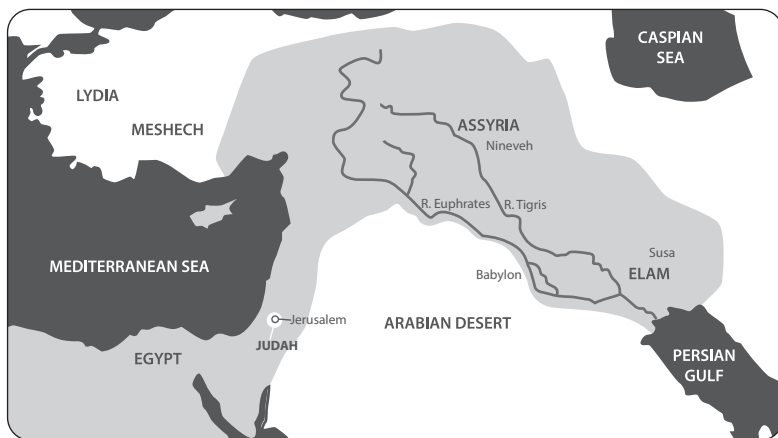 CASPIAN
SEA
LYDIA
MESHECH
ASSYRIA
Nineveh
R. Euphrates
R. Tigris
Susa
MEDITERRANEAN SEA
Babylon
ELAM
Jerusalem
ARABIAN DESERT
JUDAH
EGYPT
PERSIAN
GULF